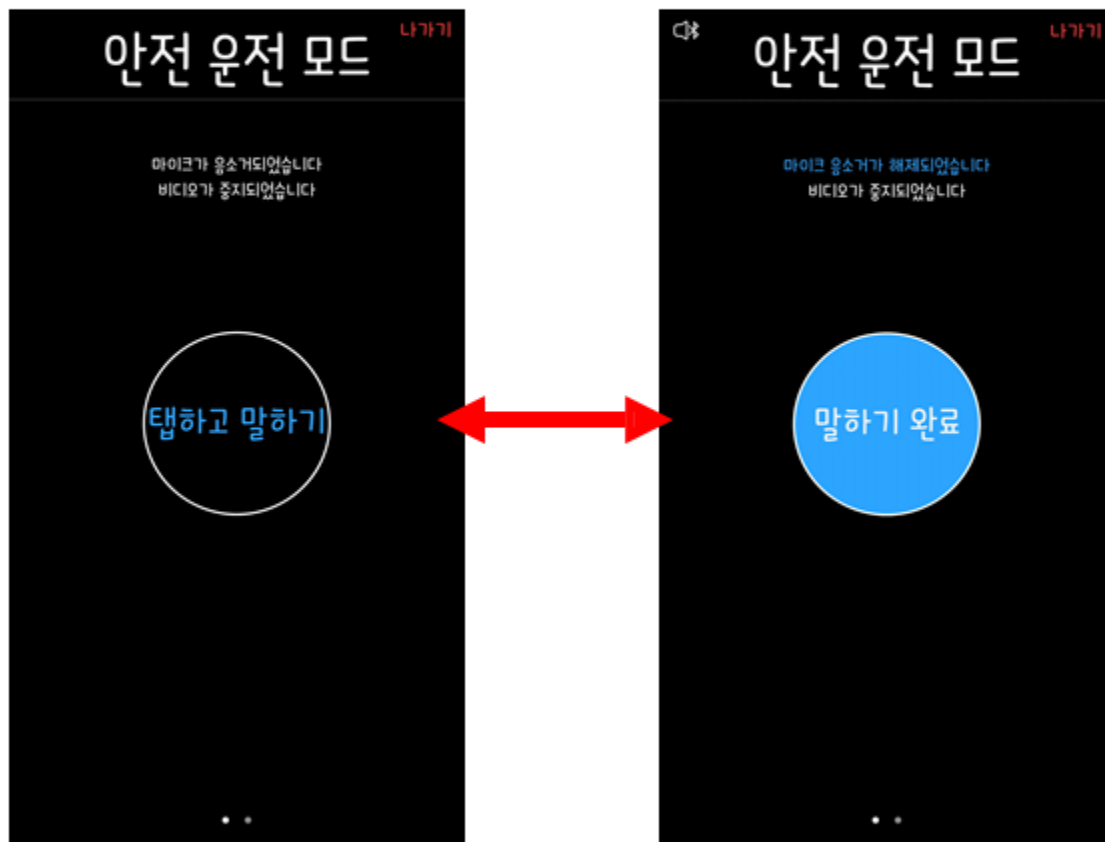 안전 운전 모드
나가기
마이크가 음소거되었습니다
비디오가 중지되었습니다
탭하고 말하기
안전 운전 모드
나가기
마이크 음소거가 해제되었습니다
비디오가 중지되었습니다
말하기 완료